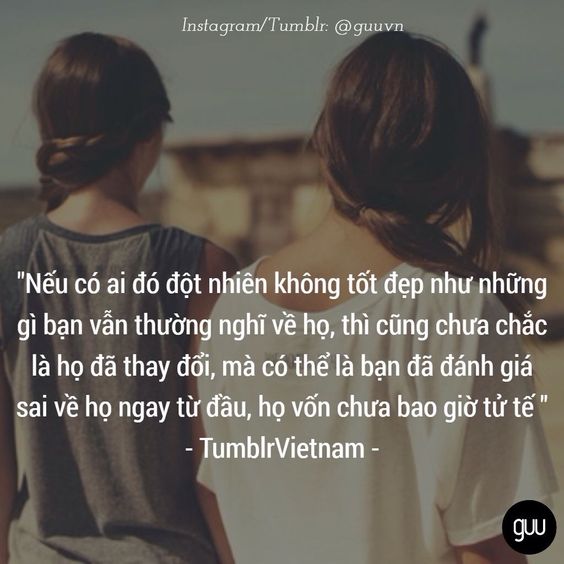 Instagram/Tumblr: @guuvn
"Nếu có ai đó đột nhiên không tốt đẹp như những
gì bạn vẫn thường nghĩ về họ, thì cũng chưa chắc
là họ đã thay đổi, mà có thể là bạn đã đánh giá
sai về họ ngay từ đầu, họ vốn chưa bao giờ tử tế "
- TumblrVietnam -
guu